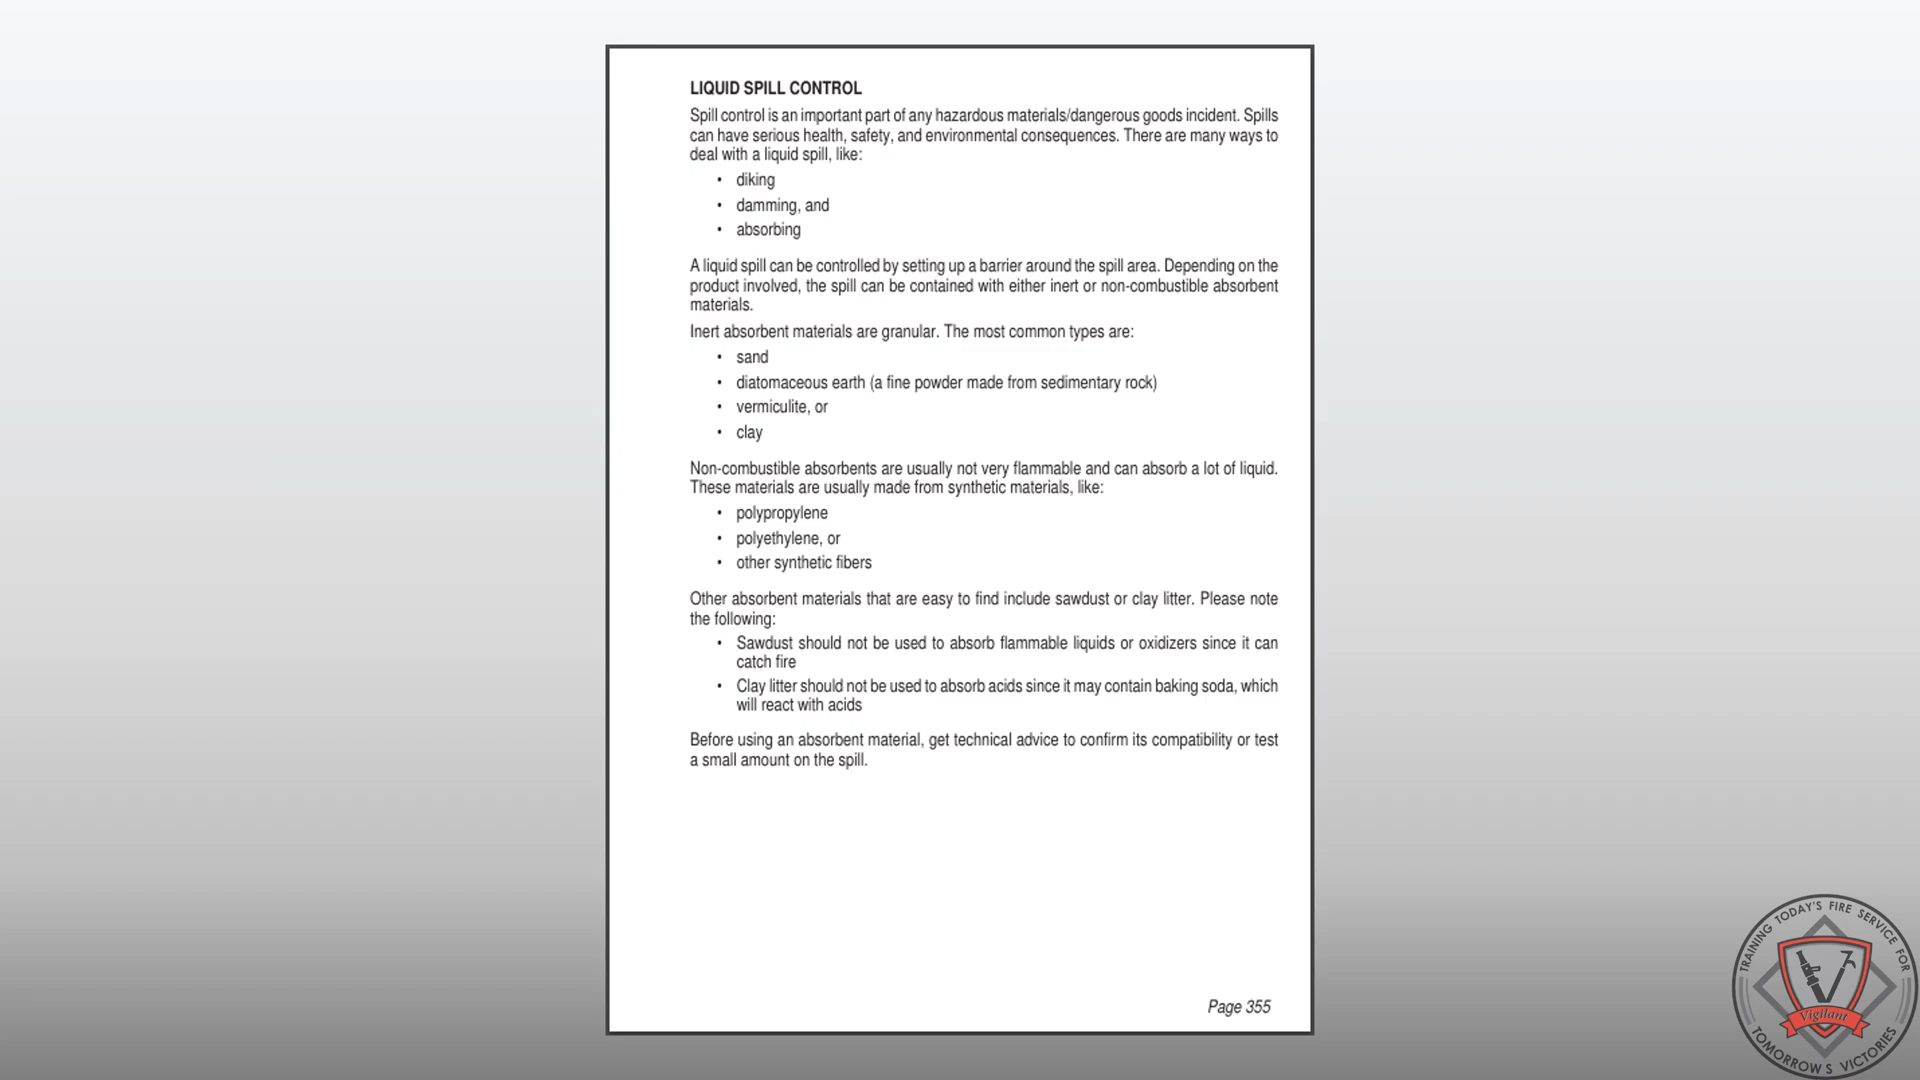 LIQUID SPILL CONTROL
Spill control is an important part of any hazardous materials/dangerous goods incident. Spills
can have serious health, safety, and environmental consequences. There are many ways to
deal with a liquid spill, like:
• diking
• damming, and
• absorbing
A liquid spill can be controlled by setting up a barrier around the spill area. Depending on the
product involved, the spill can be contained with either inert or non-combustible absorbent
materials.
Inert absorbent materials are granular. The most common types are:
• sand
• diatomaceous earth (a fine powder made from sedimentary rock)
• vermiculite, or
• clay
Non-combustible absorbents are usually not very flammable and can absorb a lot of liquid.
These materials are usually made from synthetic materials, like:
• polypropylene
• polyethylene, or
• other synthetic fibers
Other absorbent materials that are easy to find include sawdust or clay litter. Please note
the following:
• Sawdust should not be used to absorb flammable liquids or oxidizers since it can
catch fire
• Clay litter should not be used to absorb acids since it may contain baking soda, which
will react with acids
Before using an absorbent material, get technical advice to confirm its compatibility or test
a small amount on the spill.
Page 355
TRAINING TODAY'S FIRE SERVICE FOR
Vigilant
TOMORROW'S VICTORIES